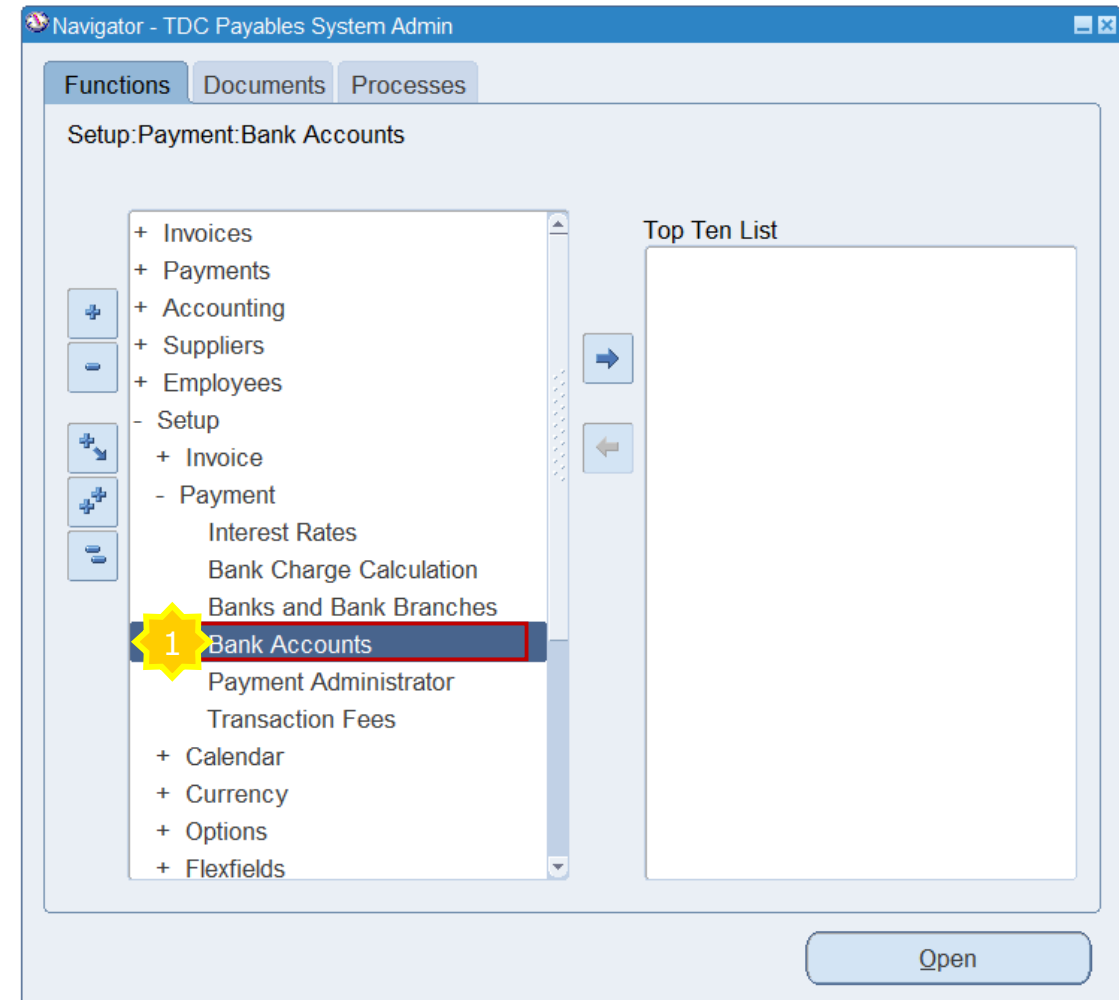 Navigator - TDC Payables System Admin
Functions Documents Processes
Setup:Payment:Bank Accounts
+ Invoices
+ Payments
+ Accounting
+ Suppliers
+ Employees
- Setup
+ Invoice
- Payment
Interest Rates
Bank Charge Calculation
Banks and Bank Branches
1 Bank Accounts
Payment Administrator
Transaction Fees
+ Calendar
+ Currency
+ Options
+ Flexfields
Top Ten List
Open